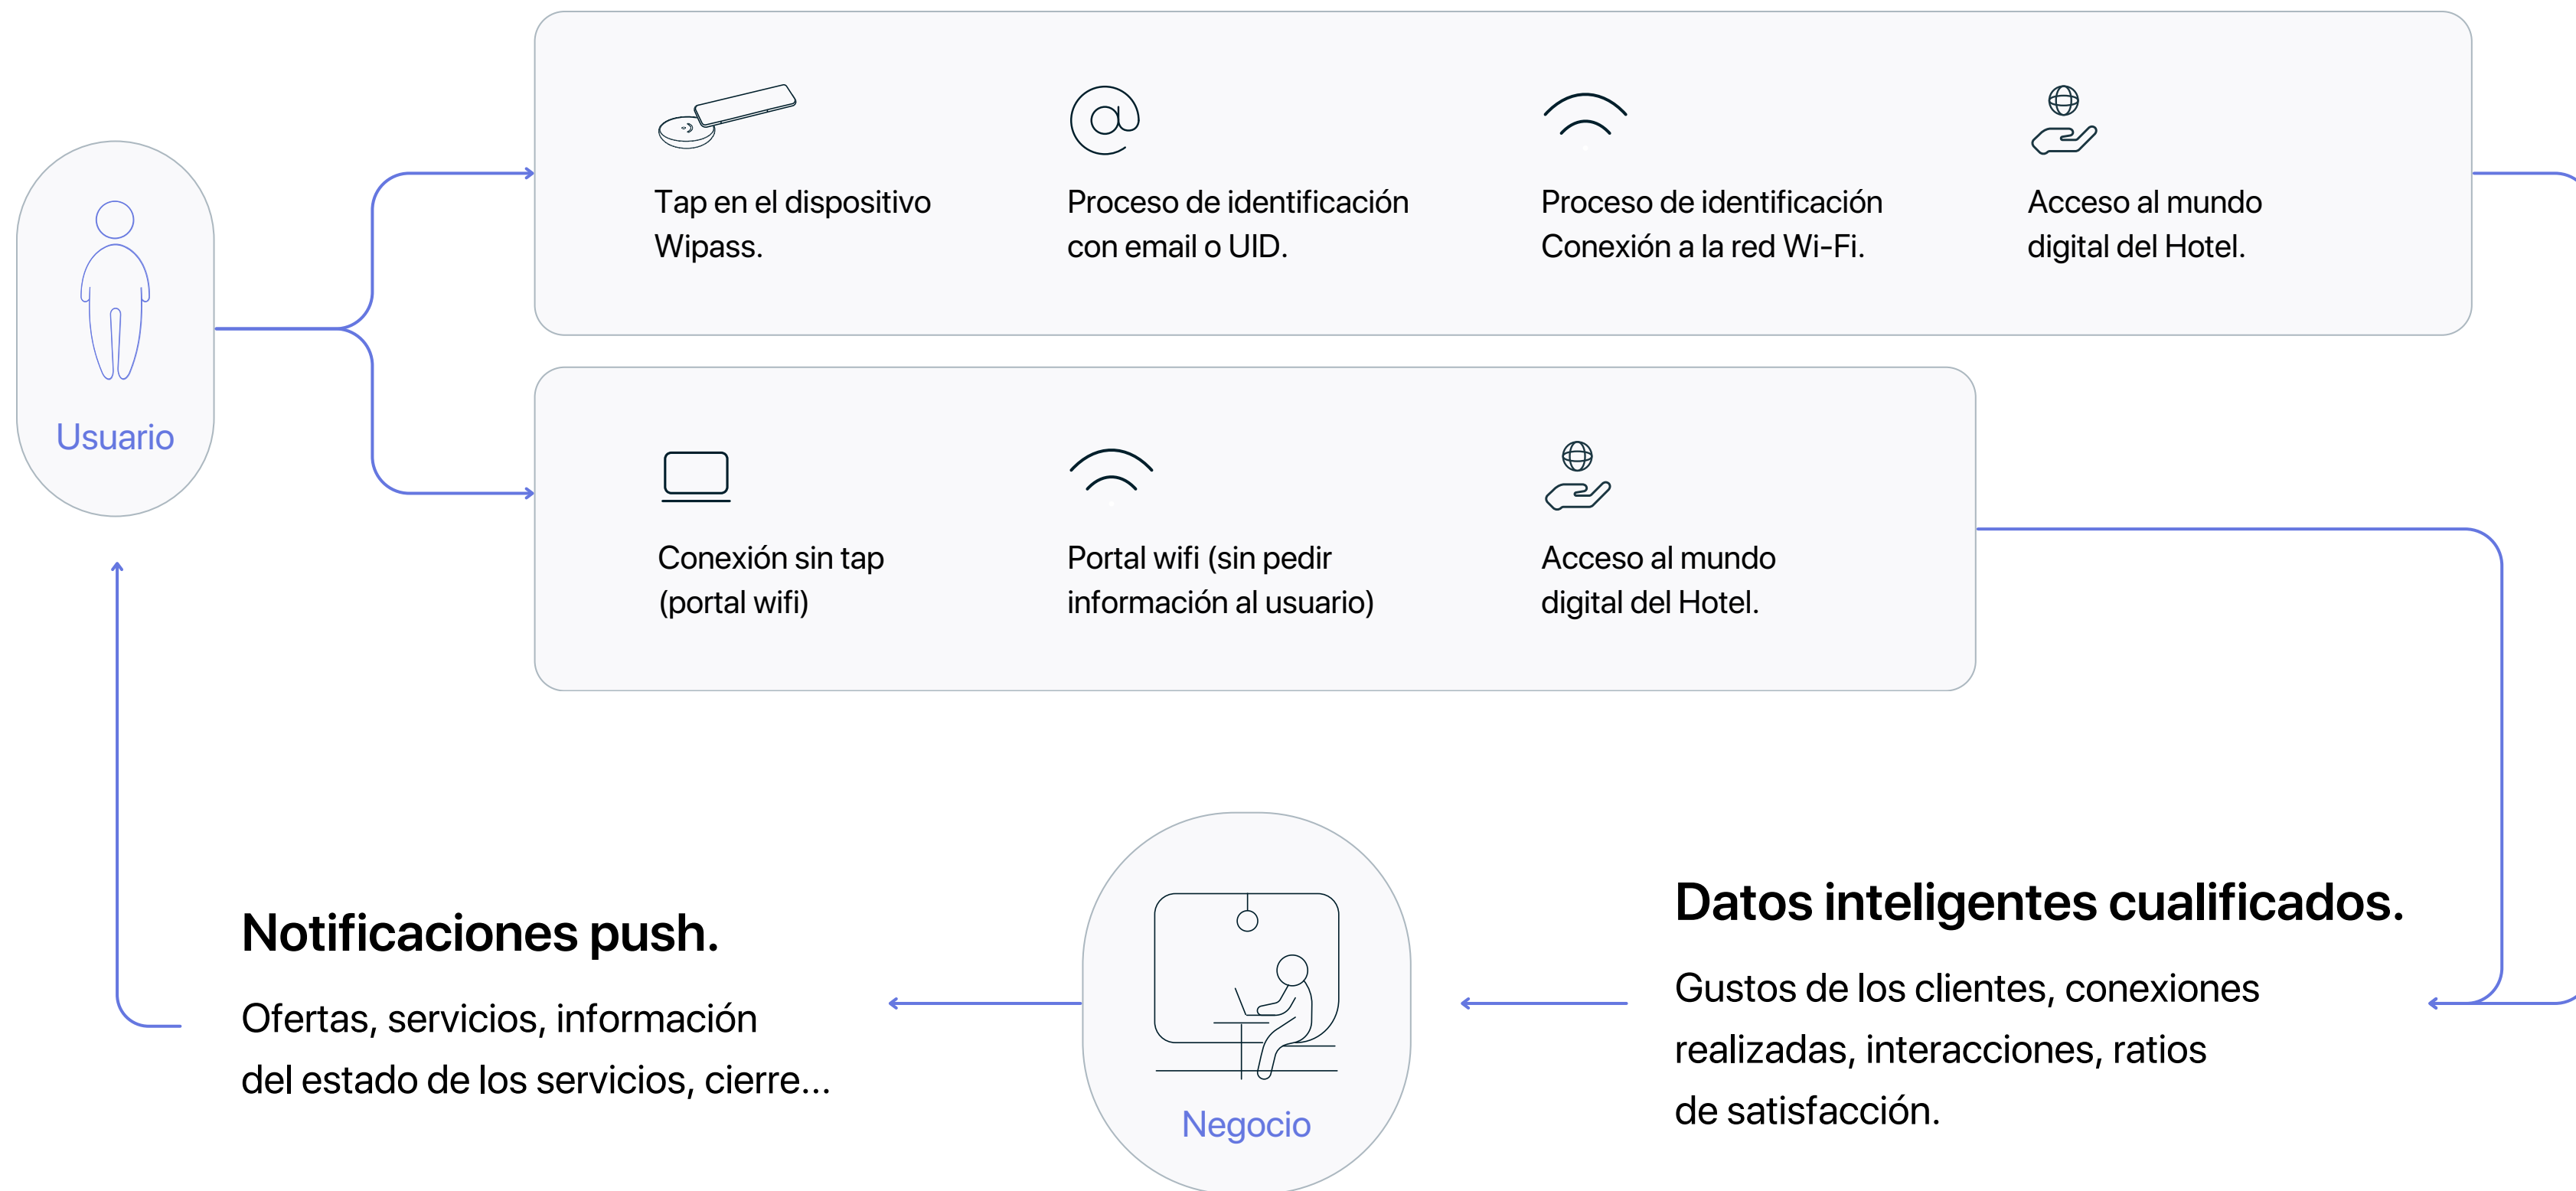 Usuario
Tap en el dispositivo
Wipass.
Proceso de identificación
con email o UID.
Proceso de identificación
Conexión a la red Wi-Fi.
Acceso al mundo
digital del Hotel.
Conexión sin tap
(portal wifi)
Portal wifi (sin pedir
información al usuario)
Acceso al mundo
digital del Hotel.
Notificaciones push.
Ofertas, servicios, información
del estado de los servicios, cierre...
Negocio
Datos inteligentes cualificados.
Gustos de los clientes, conexiones
realizadas, interacciones, ratios
de satisfacción.